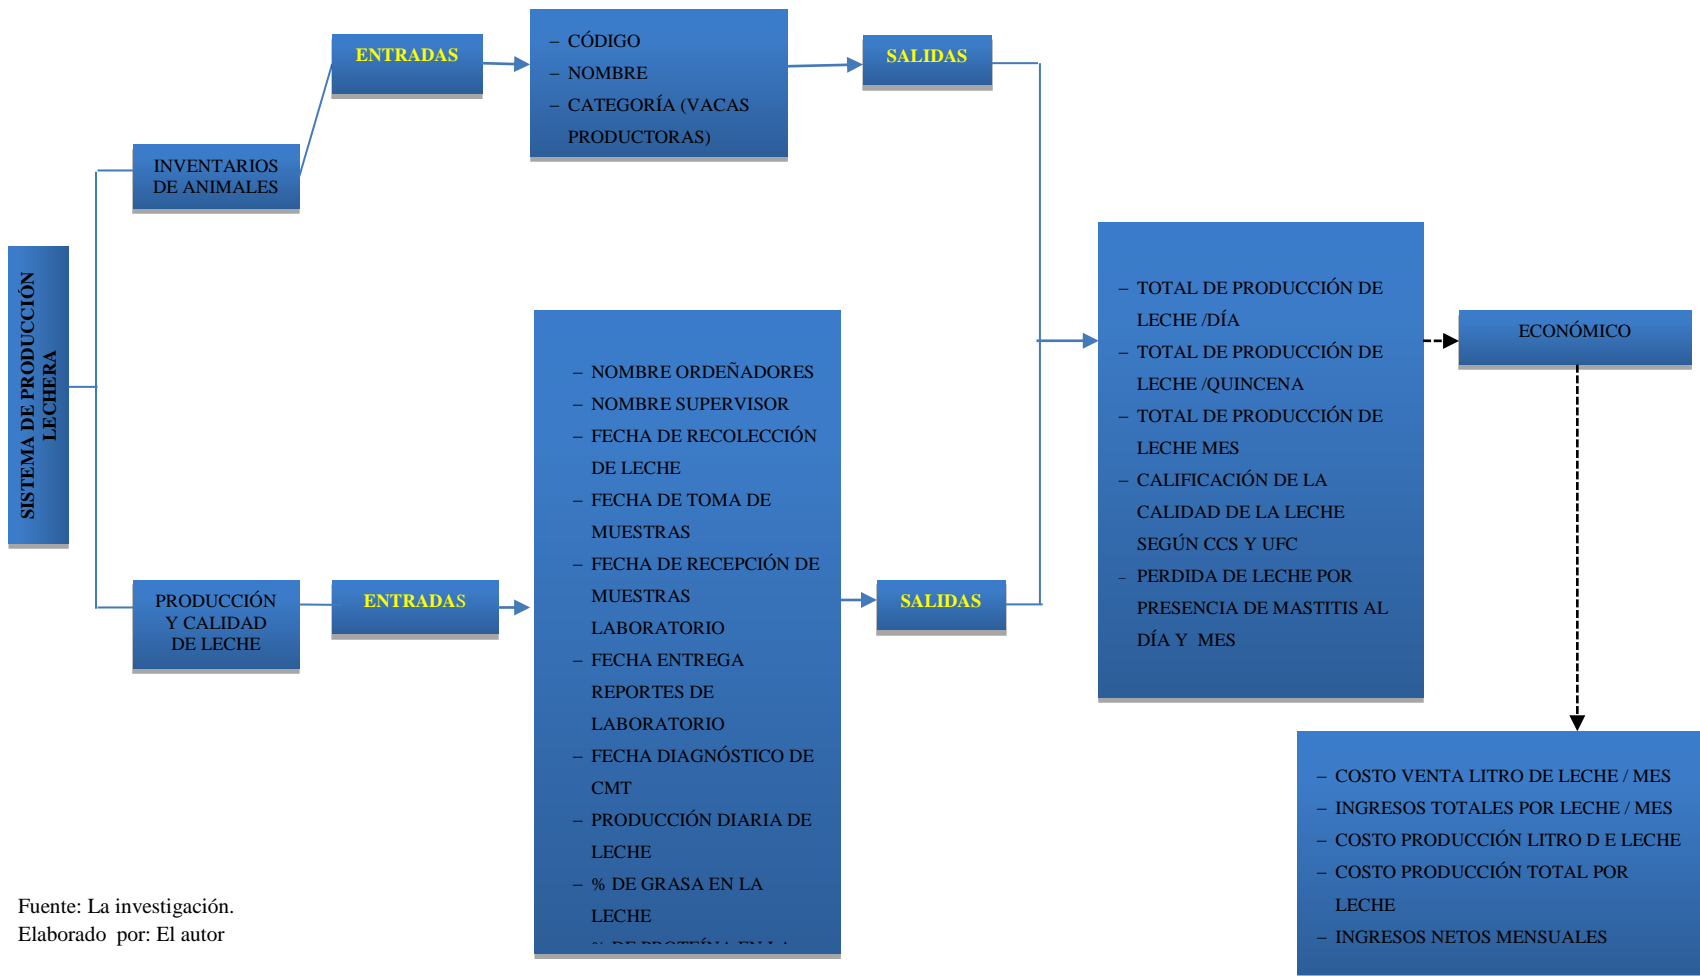 SISTEMA DE PRODUCCIÓN
LECHERA
INVENTARIOS
DE ANIMALES
ENTRADAS
– CÓDIGO
– NOMBRE
– CATEGORÍA (VACAS
PRODUCTORAS)
SALIDAS
PRODUCCIÓN
Y CALIDAD
DE LECHE
ENTRADAS
– NOMBRE ORDEÑADORES
– NOMBRE SUPERVISOR
– FECHA DE RECOLECCIÓN
DE LECHE
– FECHA DE TOMA DE
MUESTRAS
– FECHA DE RECEPCIÓN DE
MUESTRAS
LABORATORIO
– FECHA ENTREGA
REPORTES DE
LABORATORIO
– FECHA DIAGNÓSTICO DE
CMT
– PRODUCCIÓN DIARIA DE
LECHE
– % DE GRASA EN LA
LECHE
– % DE PROTEÍNA EN LA
SALIDAS
– TOTAL DE PRODUCCIÓN DE
LECHE /DÍA
– TOTAL DE PRODUCCIÓN DE
LECHE /QUINCENA
– TOTAL DE PRODUCCIÓN DE
LECHE MES
– CALIFICACIÓN DE LA
CALIDAD DE LA LECHE
SEGÚN CCS Y UFC
– PERDIDA DE LECHE POR
PRESENCIA DE MASTITIS AL
DÍA Y  MES
ECONÓMICO
– COSTO VENTA LITRO DE LECHE / MES
– INGRESOS TOTALES POR LECHE / MES
– COSTO PRODUCCIÓN LITRO D E LECHE
– COSTO PRODUCCIÓN TOTAL POR
LECHE
– INGRESOS NETOS MENSUALES
Fuente: La investigación.
Elaborado  por: El autor